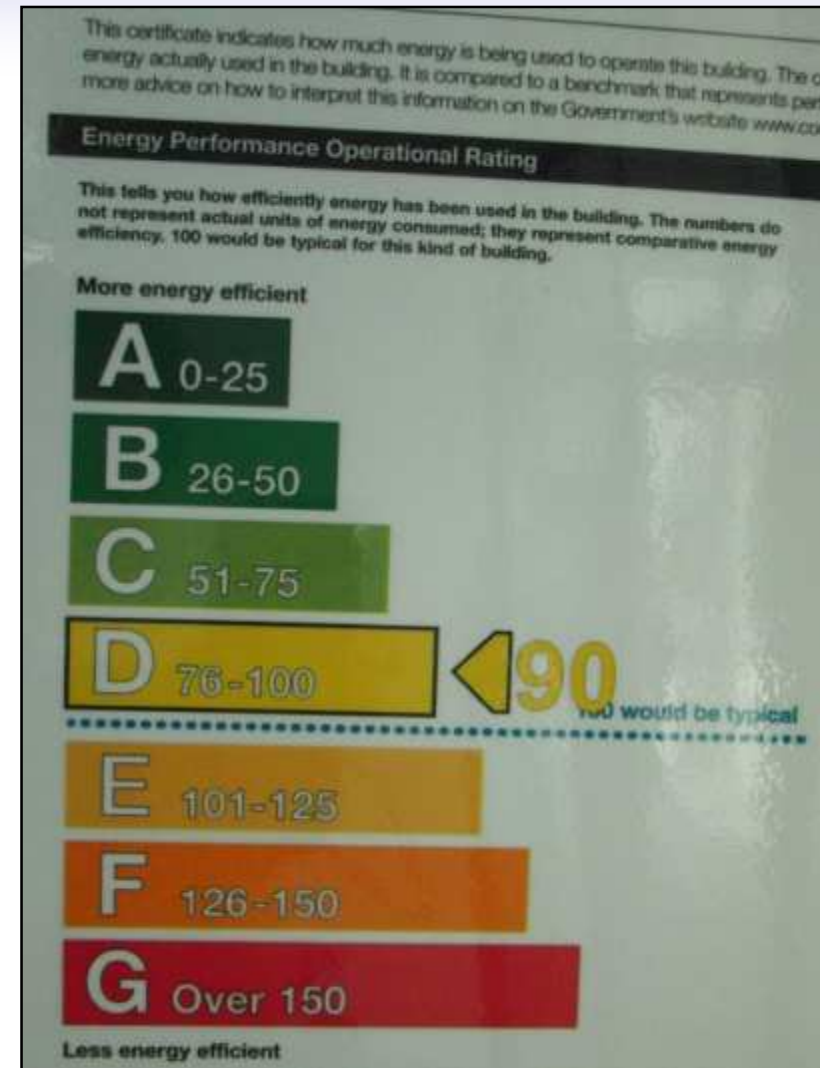 This certificate indicates how much energy is being used to operate this building. The
energy actually used in the building. It is compared to a benchmark that represents
more advice on how to interpret this information on the Government's website
Energy Performance Operational Rating
This tells you how efficiently energy has been used in the building. The numbers do
not represent actual units of energy consumed; they represent comparative energy
efficiency. 100 would be typical for this kind of building.
More energy efficient
A 0-25
B 26-50
C 51-75
D 76-100 90
100 would be typical
E 101-125
F 126-150
G Over 150
Less energy efficient